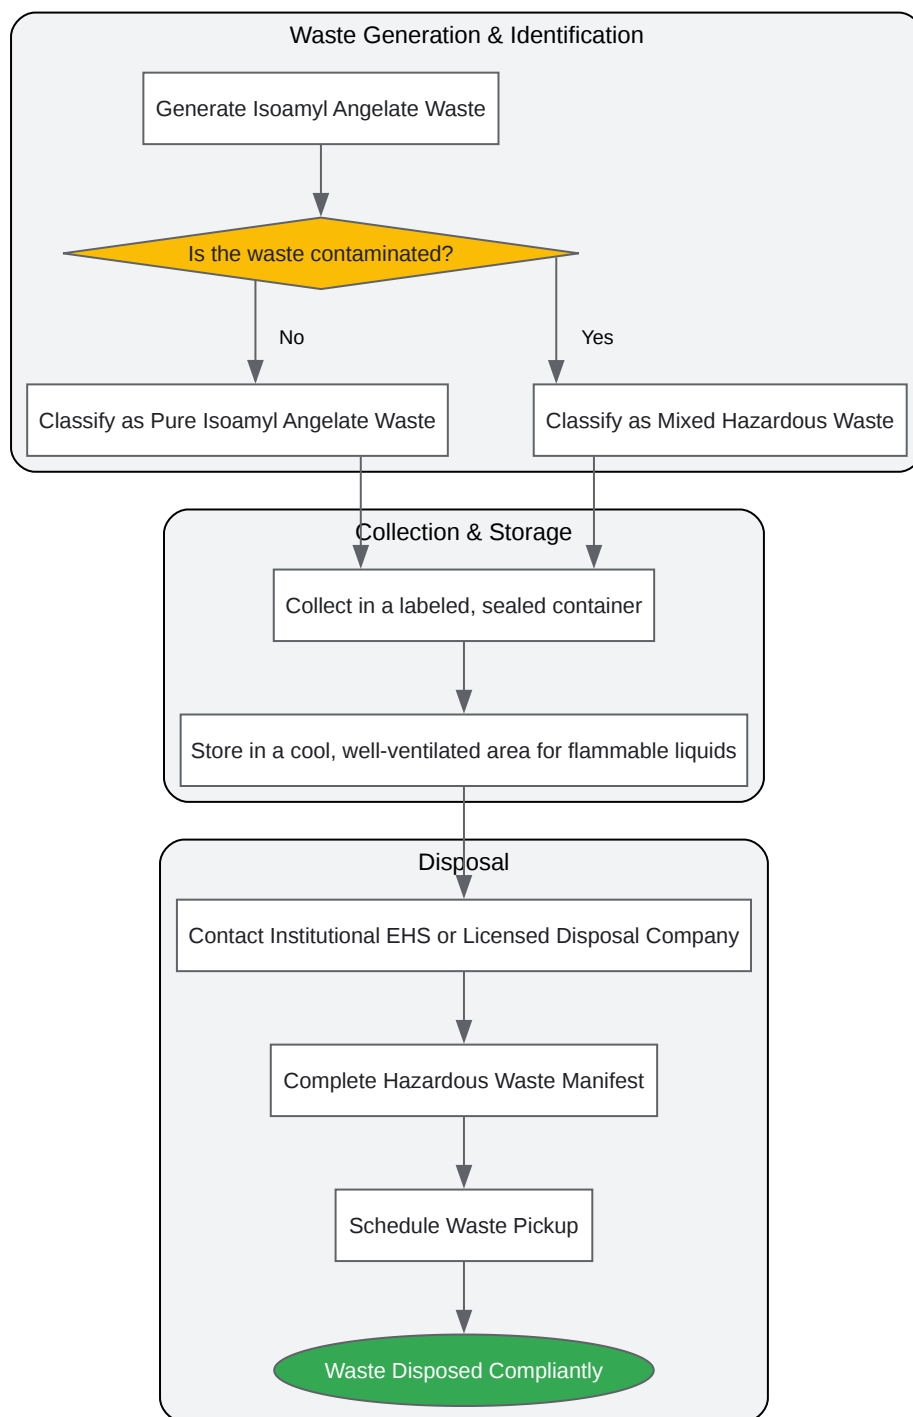 Waste Generation & Identification
Generate Isoamyl Angelate Waste
Is the waste contaminated?
No
Yes
Classify as Pure Isoamyl Angelate Waste
Classify as Mixed Hazardous Waste
Collection & Storage
Collect in a labeled, sealed container
Store in a cool, well-ventilated area for flammable liquids
Disposal
Contact Institutional EHS or Licensed Disposal Company
Complete Hazardous Waste Manifest
Schedule Waste Pickup
Waste Disposed Compliantly